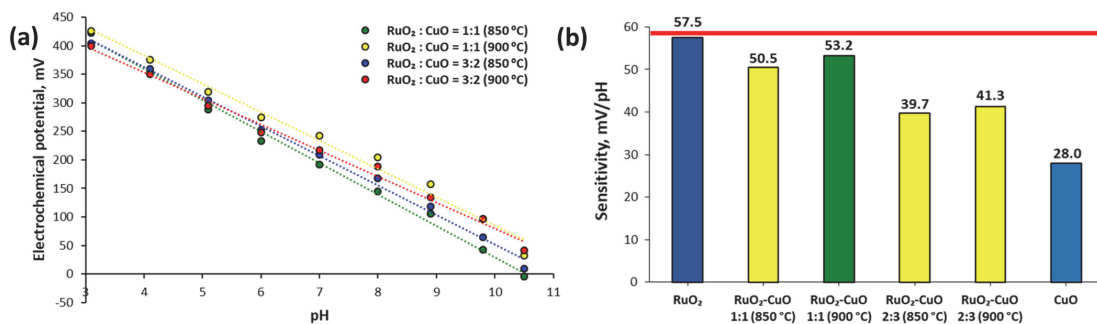 (a)
Electrochemical potential, mV
450
400
350
300
250
200
150
100
50
0
-50
3
4
5
6
7
8
9
10
11
pH
RuO₂ : CuO = 1:1 (850 °C)
RuO₂ : CuO = 1:1 (900 °C)
RuO₂ : CuO = 3:2 (850 °C)
RuO₂ : CuO = 3:2 (900 °C)
(b)
Sensitivity, mV/pH
60
50
40
30
20
10
0
57.5
50.5
53.2
39.7
41.3
28.0
RuO₂
RuO₂-CuO
1:1 (850 °C)
RuO₂-CuO
1:1 (900 °C)
RuO₂-CuO
2:3 (850 °C)
RuO₂-CuO
2:3 (900 °C)
CuO